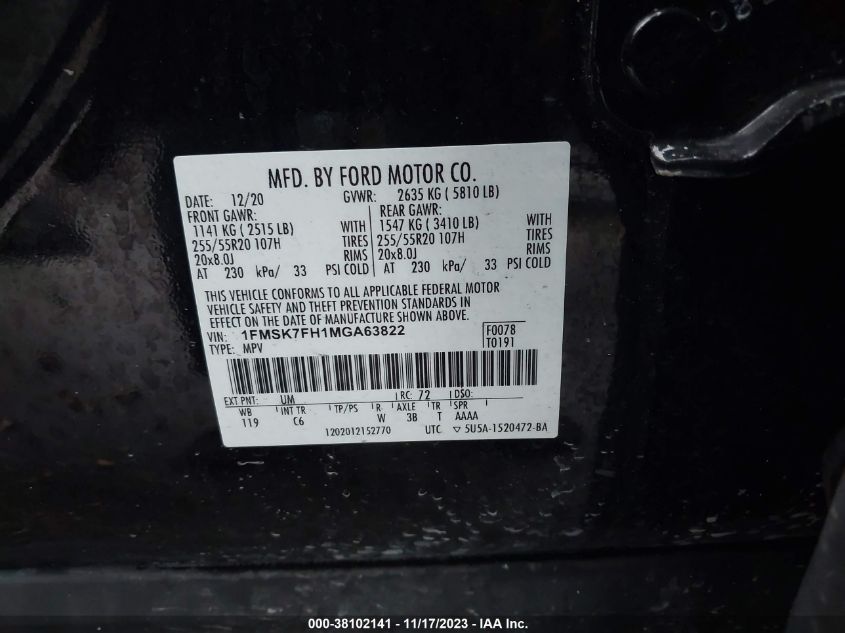 MFD. BY FORD MOTOR CO.
DATE: 12/20 GVWR: 2635 KG ( 5810 LB)
FRONT GAWR: REAR GAWR:
1141 KG ( 2515 LB) WITH 1547 KG ( 3410 LB) WITH
255/55R20 107H TIRES 255/55R20 107H TIRES
20x8.0J RIMS 20x8.0J RIMS
AT 230 kPa/ 33 PSI COLD AT 230 kPa/ 33 PSI COLD
THIS VEHICLE CONFORMS TO ALL APPLICABLE FEDERAL MOTOR
VEHICLE SAFETY AND THEFT PREVENTION STANDARDS IN
EFFECT ON THE DATE OF MANUFACTURE SHOWN ABOVE.
VIN: 1FMSK7FH1MGA63822 F0078
TYPE: MPV T0191
EXT PNT: UM RC: 72 DSO:
WB INT TR TP/PS R AXLE TR SPR
119 C6 W 3B T AAAA
1202012152770 UTC ▽ 5U5A-1520472-BA
000-38102141 - 11/17/2023 - Copyright © 2023 IAA, Inc.